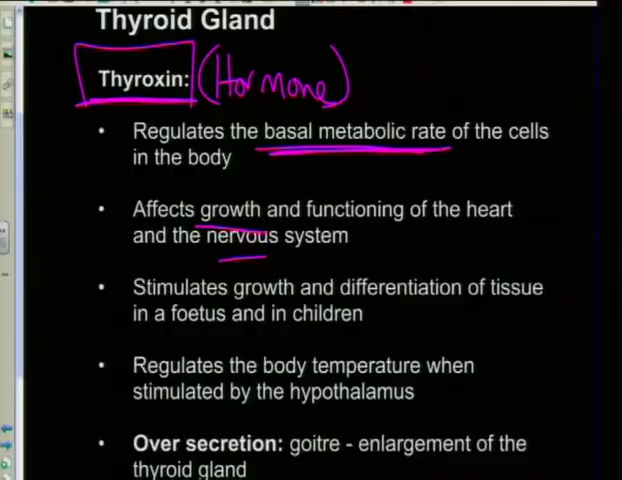 Thyroid Gland
Thyroxin: (Hormone)
• Regulates the basal metabolic rate of the cells
in the body
• Affects growth and functioning of the heart
and the nervous system
• Stimulates growth and differentiation of tissue
in a foetus and in children
• Regulates the body temperature when
stimulated by the hypothalamus
• Over secretion: goitre - enlargement of the
thyroid gland